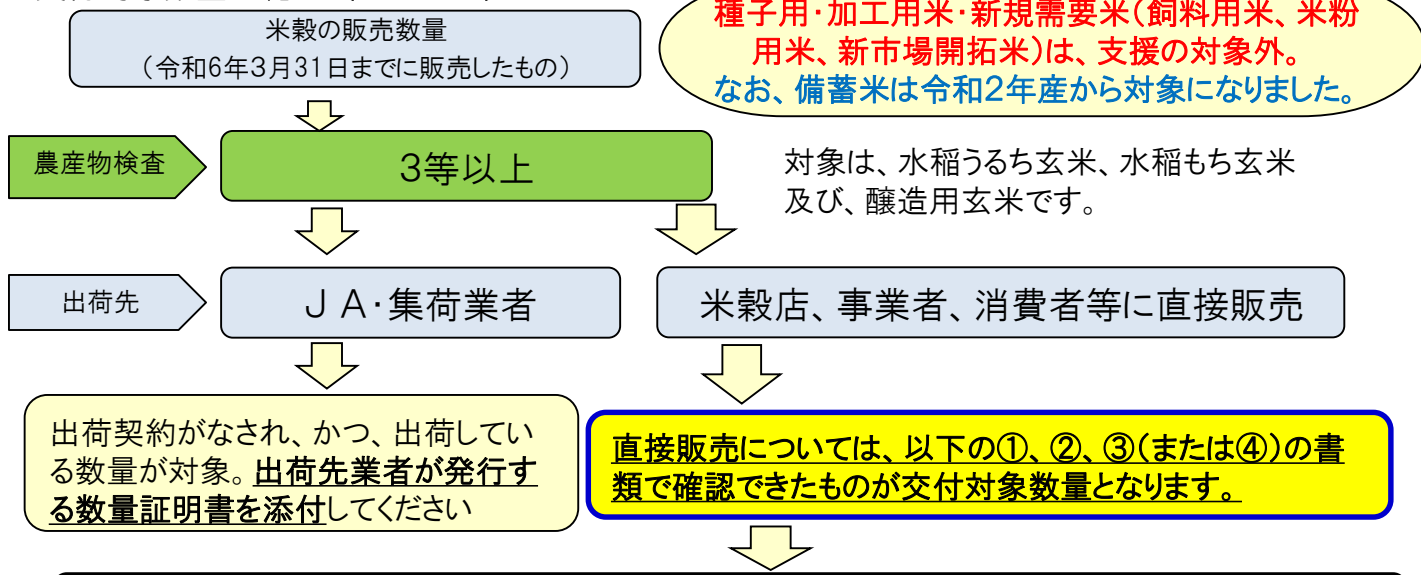 米穀の販売数量
（令和6年3月31日までに販売したもの）
種子用・加工用米・新規需要米（飼料用米、米粉
用米、新市場開拓米）は、支援の対象外。
なお、備蓄米は令和2年産から対象になりました。
農産物検査
3等以上
対象は、水稲うるち玄米、水稲もち玄米
及び、醸造用玄米です。
出荷先
ＪＡ・集荷業者
米穀店、事業者、消費者等に直接販売
出荷契約がなされ、かつ、出荷してい
る数量が対象。出荷先業者が発行す
る数量証明書を添付してください
直接販売については、以下の①、②、③（または④）の書
類で確認できたものが交付対象数量となります。